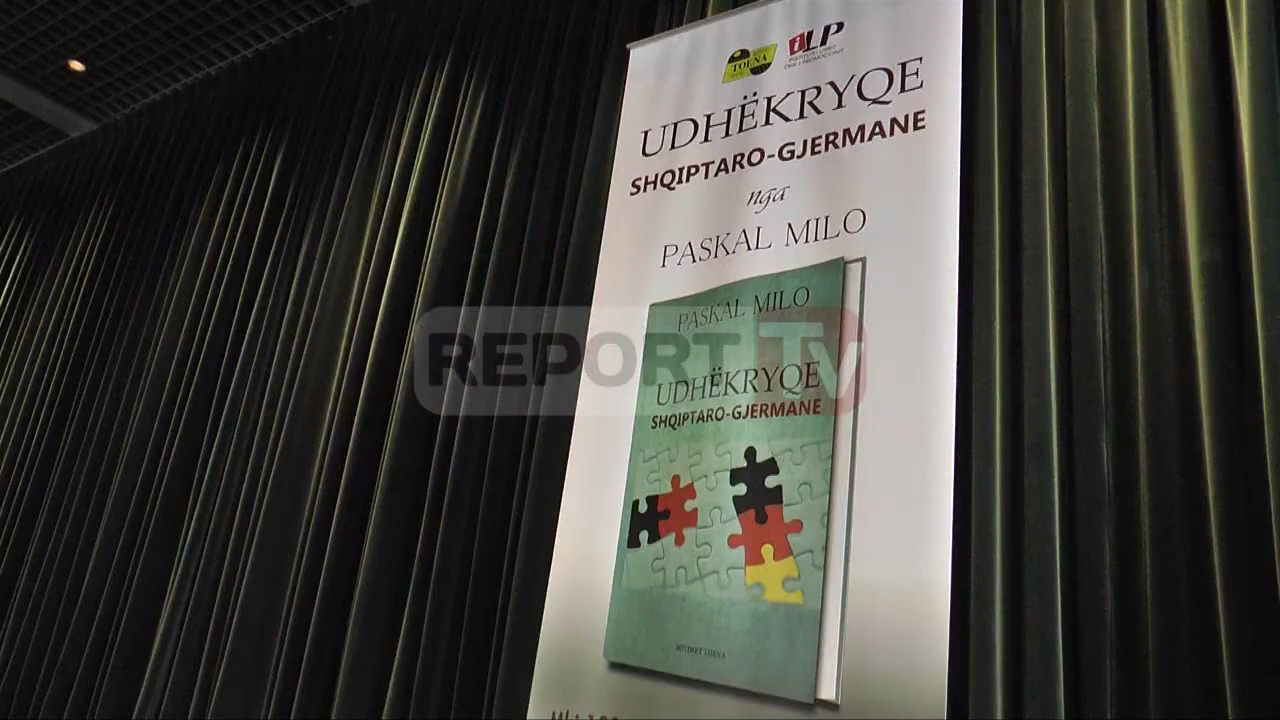 TOENA
iLP
UDHËKRYQE
SHQIPTARO-GJERMANE
nga
PASKAL MILO
PASKAL MILO
REPORT TV
UDHËKRYQE
SHQIPTARO-GJERMANE
BOTIMET TOENA